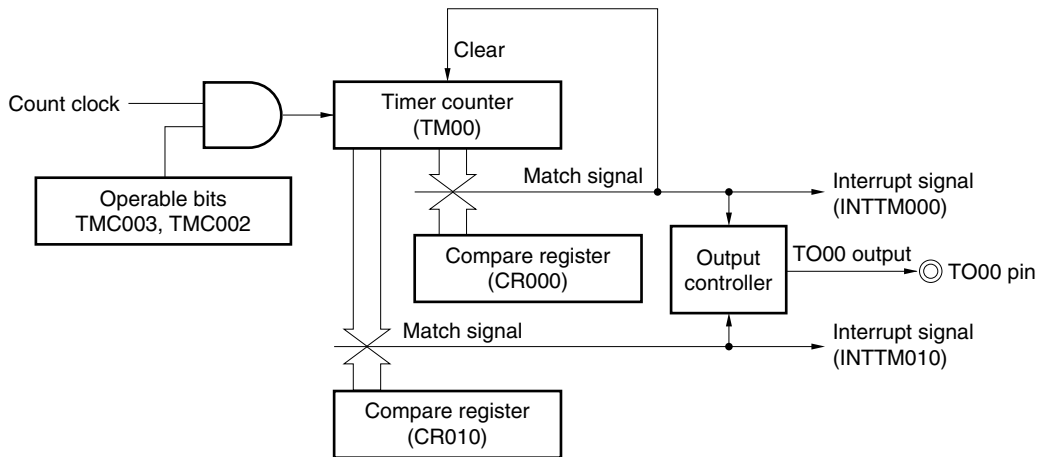 Clear
Count clock
Timer counter
(TM00)
Operable bits
TMC003, TMC002
Match signal
Interrupt signal
(INTTM000)
Compare register
(CR000)
Output
controller
TO00 output
TO00 pin
Match signal
Interrupt signal
(INTTM010)
Compare register
(CR010)